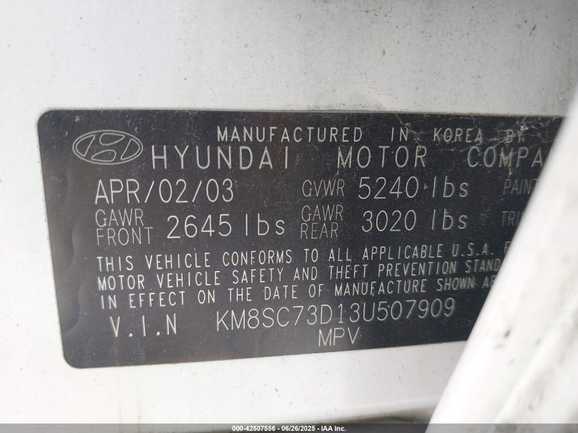 MANUFACTURED IN KOREA BY
HYUNDAI MOTOR COMPA
APR/02/03 GVWR 5240 lbs PAIN
GAWR FRONT 2645 lbs GAWR REAR 3020 lbs TRI
THIS VEHICLE CONFORMS TO ALL APPLICABLE U.S.A. F
MOTOR VEHICLE SAFETY AND THEFT PREVENTION STAND
IN EFFECT ON THE DATE OF MANUFACTURE SHOWN A
V.I.N KM8SC73D13U507909
MPV
000-42507556 - 06/26/2025 - IAA Inc.